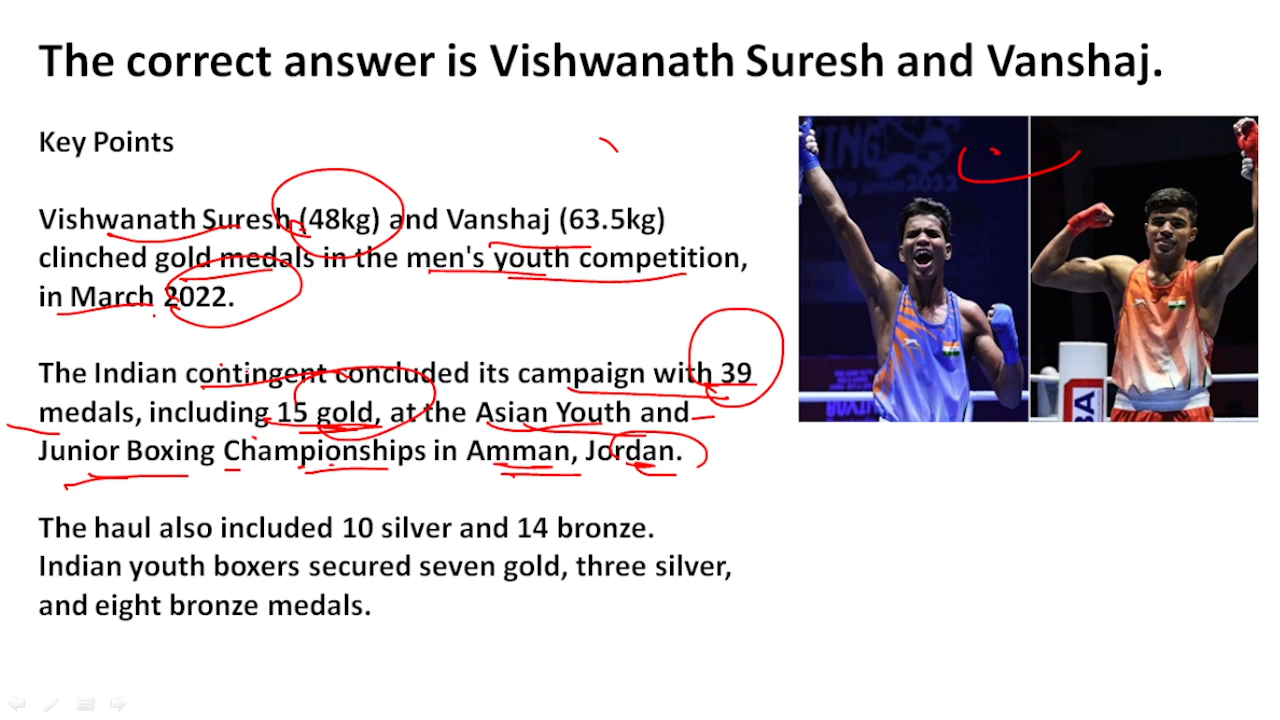 The correct answer is Vishwanath Suresh and Vanshaj.
Key Points
Vishwanath Suresh (48kg) and Vanshaj (63.5kg)
clinched gold medals in the men's youth competition,
in March 2022.
The Indian contingent concluded its campaign with 39
medals, including 15 gold, at the Asian Youth and
Junior Boxing Championships in Amman, Jordan.
The haul also included 10 silver and 14 bronze.
Indian youth boxers secured seven gold, three silver,
and eight bronze medals.